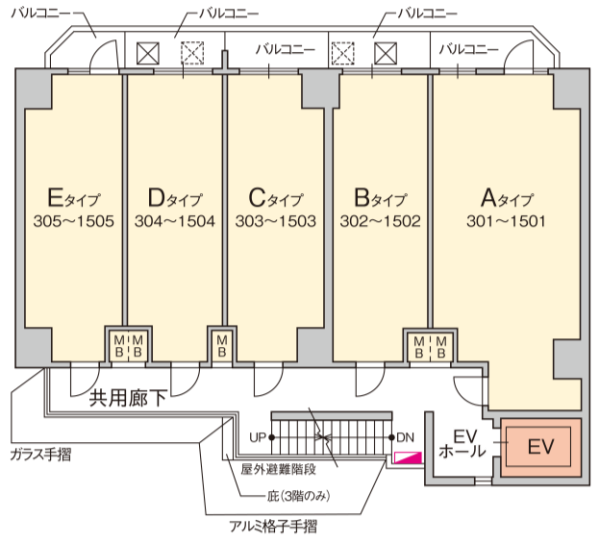 バルコニー
バルコニー
バルコニー
バルコニー
バルコニー
Eタイプ
305〜1505
Dタイプ
304〜1504
Cタイプ
303〜1503
Bタイプ
302〜1502
Aタイプ
301〜1501
MB
MB
MB
MB
MB
共用廊下
UP
DN
EV
ホール
EV
ガラス手摺
屋外避難階段
庇(3階のみ)
アルミ格子手摺